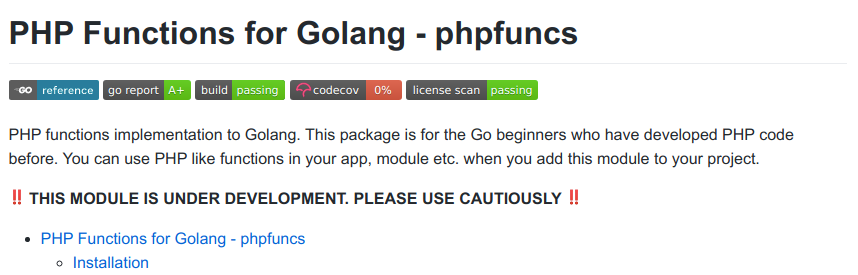 PHP Functions for Golang - phpfuncs
GO reference go report A+ build passing codecov 0% license scan passing
PHP functions implementation to Golang. This package is for the Go beginners who have developed PHP code
before. You can use PHP like functions in your app, module etc. when you add this module to your project.
‼ THIS MODULE IS UNDER DEVELOPMENT. PLEASE USE CAUTIOUSLY ‼
• PHP Functions for Golang - phpfuncs
◦ Installation